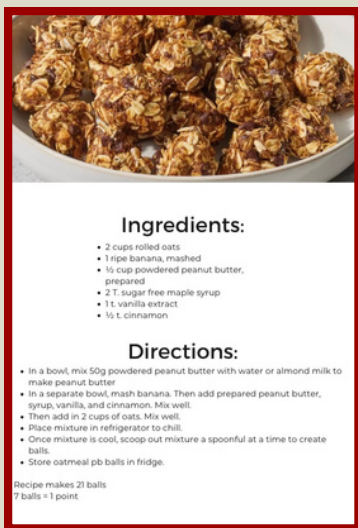 Ingredients:
• 2 cups rolled oats
• 1 ripe banana, mashed
• ½ cup powdered peanut butter,
prepared
• 2 T. sugar free maple syrup
• 1 t. vanilla extract
• ½ t. cinnamon
Directions:
• In a bowl, mix 50g powdered peanut butter with water or almond milk to
make peanut butter
• In a separate bowl, mash banana. Then add prepared peanut butter,
syrup, vanilla, and cinnamon. Mix well.
• Then add in 2 cups of oats. Mix well.
• Place mixture in refrigerator to chill.
• Once mixture is cool, scoop out mixture a spoonful at a time to create
balls.
• Store oatmeal pb balls in fridge.
Recipe makes 21 balls
7 balls = 1 point